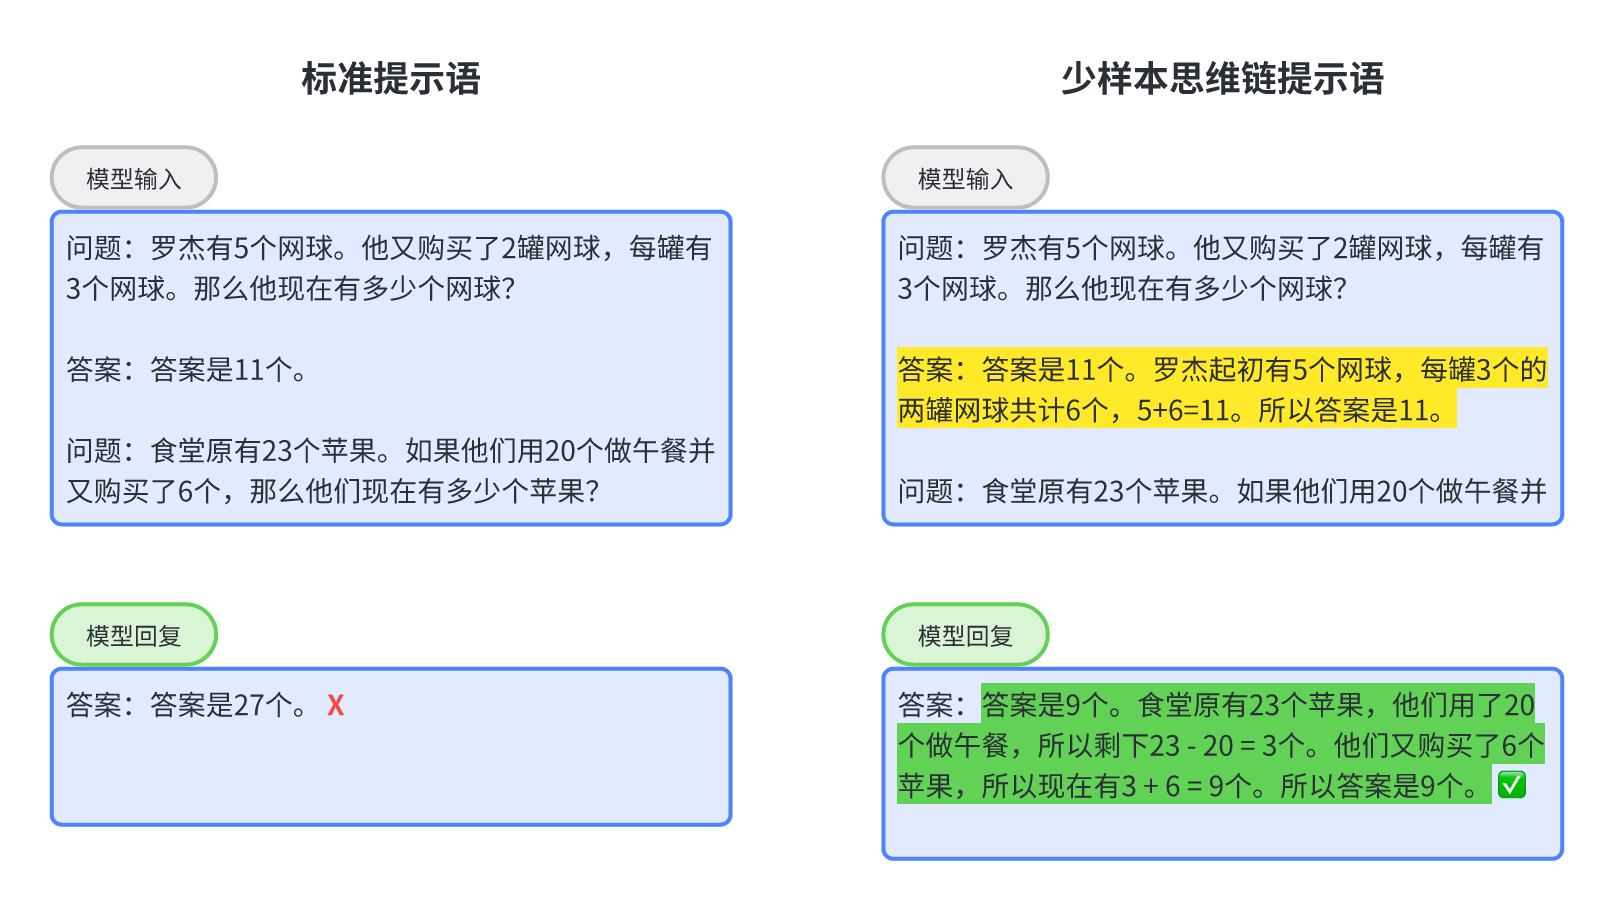 标准提示语
模型输入
问题：罗杰有5个网球。他又购买了2罐网球，每罐有
3个网球。那么他现在有多少个网球？
答案：答案是11个。
问题：食堂原有23个苹果。如果他们用20个做午餐并
又购买了6个，那么他们现在有多少个苹果？
模型回复
答案：答案是27个。 X
少样本思维链提示语
模型输入
问题：罗杰有5个网球。他又购买了2罐网球，每罐有
3个网球。那么他现在有多少个网球？
答案：答案是11个。罗杰起初有5个网球，每罐3个的
两罐网球共计6个，5+6=11。所以答案是11。
问题：食堂原有23个苹果。如果他们用20个做午餐并
模型回复
答案：答案是9个。食堂原有23个苹果，他们用了20
个做午餐，所以剩下23 - 20 = 3个。他们又购买了6个
苹果，所以现在有3 + 6 = 9个。所以答案是9个。 ✅